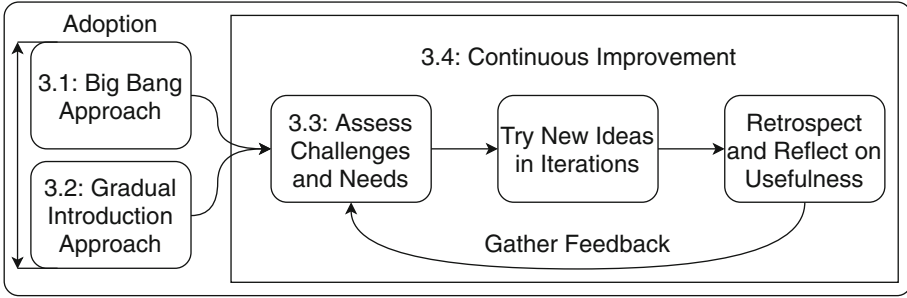 Adoption
3.1: Big Bang
Approach
3.2: Gradual
Introduction
Approach
3.4: Continuous Improvement
3.3: Assess
Challenges
and Needs
Try New Ideas
in Iterations
Retrospect
and Reflect on
Usefulness
Gather Feedback